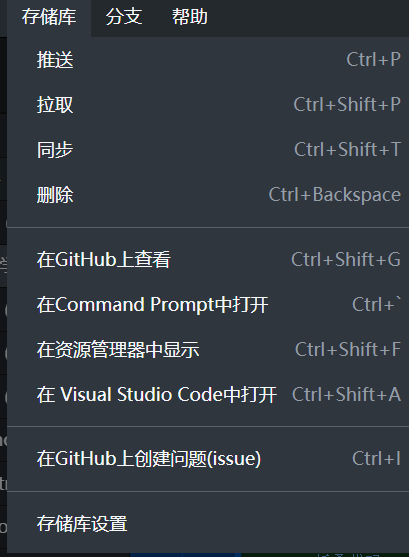 存储库 分支 帮助
推送 Ctrl+P
拉取 Ctrl+Shift+P
同步 Ctrl+Shift+T
删除 Ctrl+Backspace
在GitHub上查看 Ctrl+Shift+G
在Command Prompt中打开 Ctrl+`
在资源管理器中显示 Ctrl+Shift+F
在 Visual Studio Code中打开 Ctrl+Shift+A
在GitHub上创建问题(issue) Ctrl+I
存储库设置